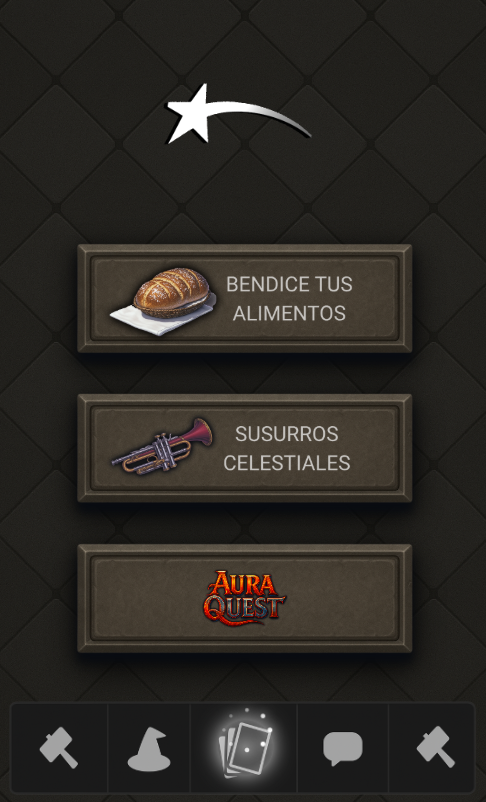 BENDICE TUS
ALIMENTOS
SUSURROS
CELESTIALES
AURA
QUEST